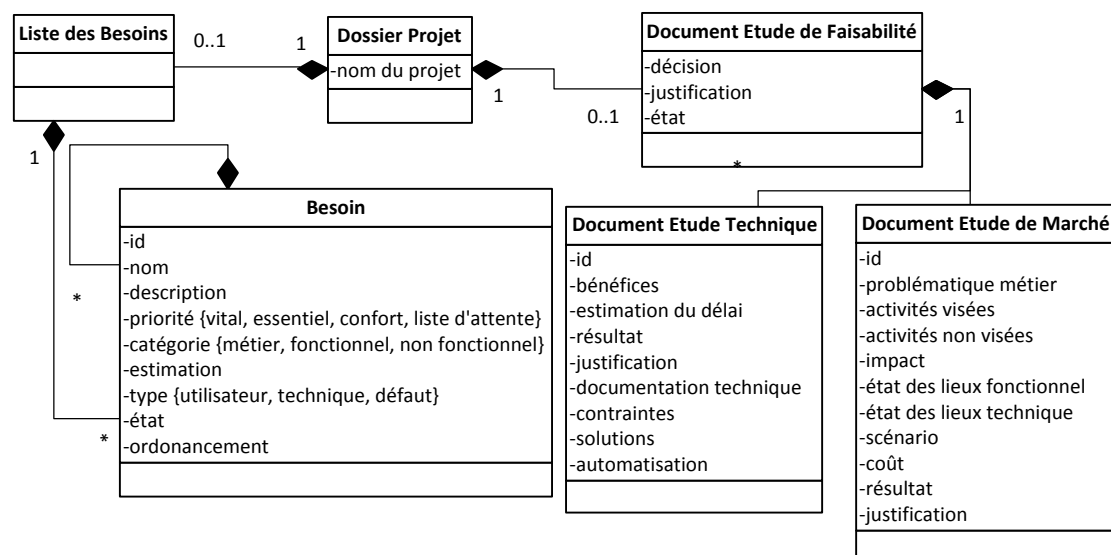 Liste des Besoins
0..1
1
Dossier Projet
-nom du projet
1
0..1
Document Etude de Faisabilité
-décision
-justification
-état
1
*
1
*
Besoin
-id
-nom
-description
-priorité {vital, essentiel, confort, liste d'attente}
-catégorie {métier, fonctionnel, non fonctionnel}
-estimation
-type {utilisateur, technique, défaut}
-état
-ordonancement
*
Document Etude Technique
-id
-bénéfices
-estimation du délai
-résultat
-justification
-documentation technique
-contraintes
-solutions
-automatisation
Document Etude de Marché
-id
-problématique métier
-activités visées
-activités non visées
-impact
-état des lieux fonctionnel
-état des lieux technique
-scénario
-coût
-résultat
-justification